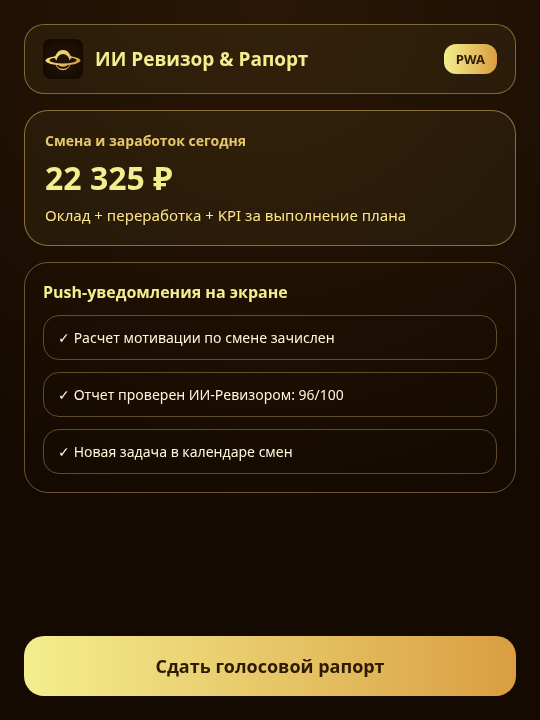 ИИ Ревизор & Рапорт
PWA
Смена и заработок сегодня
22 325 ₽
Оклад + переработка + KPI за выполнение плана
Push-уведомления на экране
✓ Расчет мотивации по смене зачислен
✓ Отчет проверен ИИ-Ревизором: 96/100
✓ Новая задача в календаре смен
Сдать голосовой рапорт